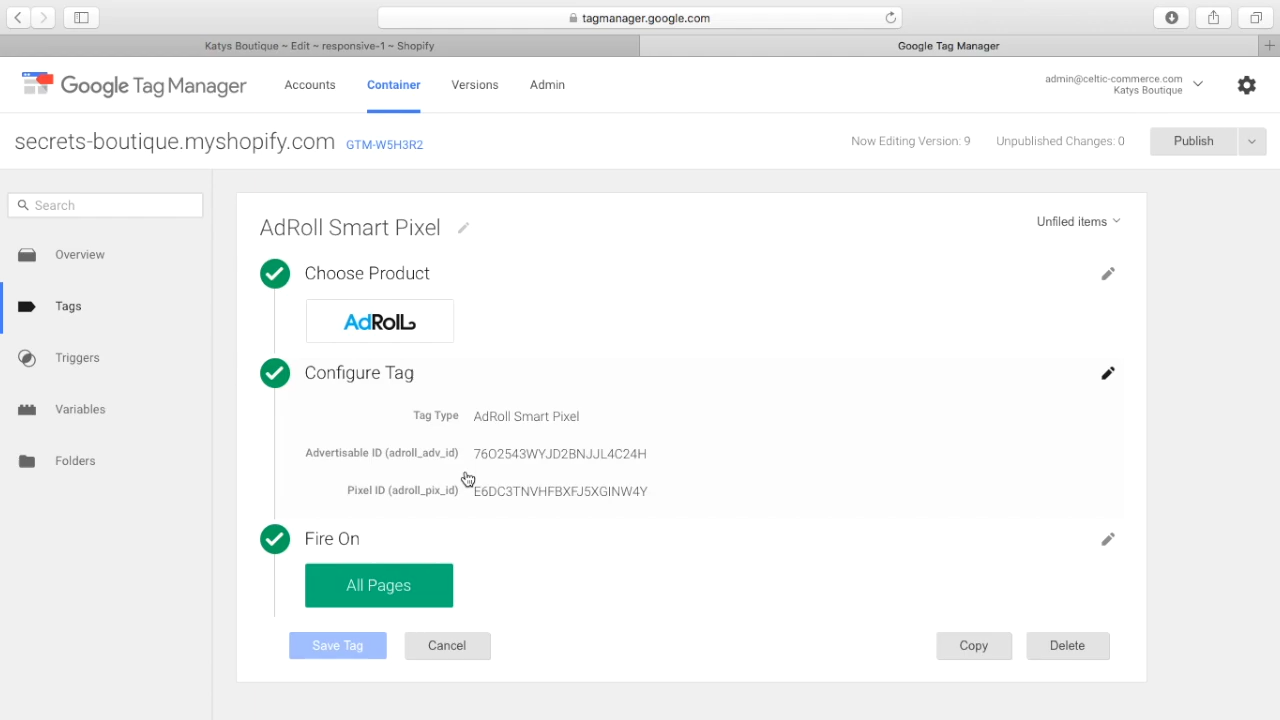 tagmanager.google.com
Katys Boutique ~ Edit ~ responsive-1 ~ Shopify
Google Tag Manager
Google Tag Manager
Accounts
Container
Versions
Admin
admin@celtic-commerce.com
Katys Boutique
secrets-boutique.myshopify.com
GTM-W5H3R2
Now Editing Version: 9
Unpublished Changes: 0
Publish
Search
Overview
Tags
Triggers
Variables
Folders
AdRoll Smart Pixel
Unfiled items
Choose Product
AdRoll
Configure Tag
Tag Type AdRoll Smart Pixel
Advertisable ID (adroll_adv_id) 76O2543WYJD2BNJJL4C24H
Pixel ID (adroll_pix_id) E6DC3TNVHFBXFJ5XGINW4Y
Fire On
All Pages
Save Tag
Cancel
Copy
Delete